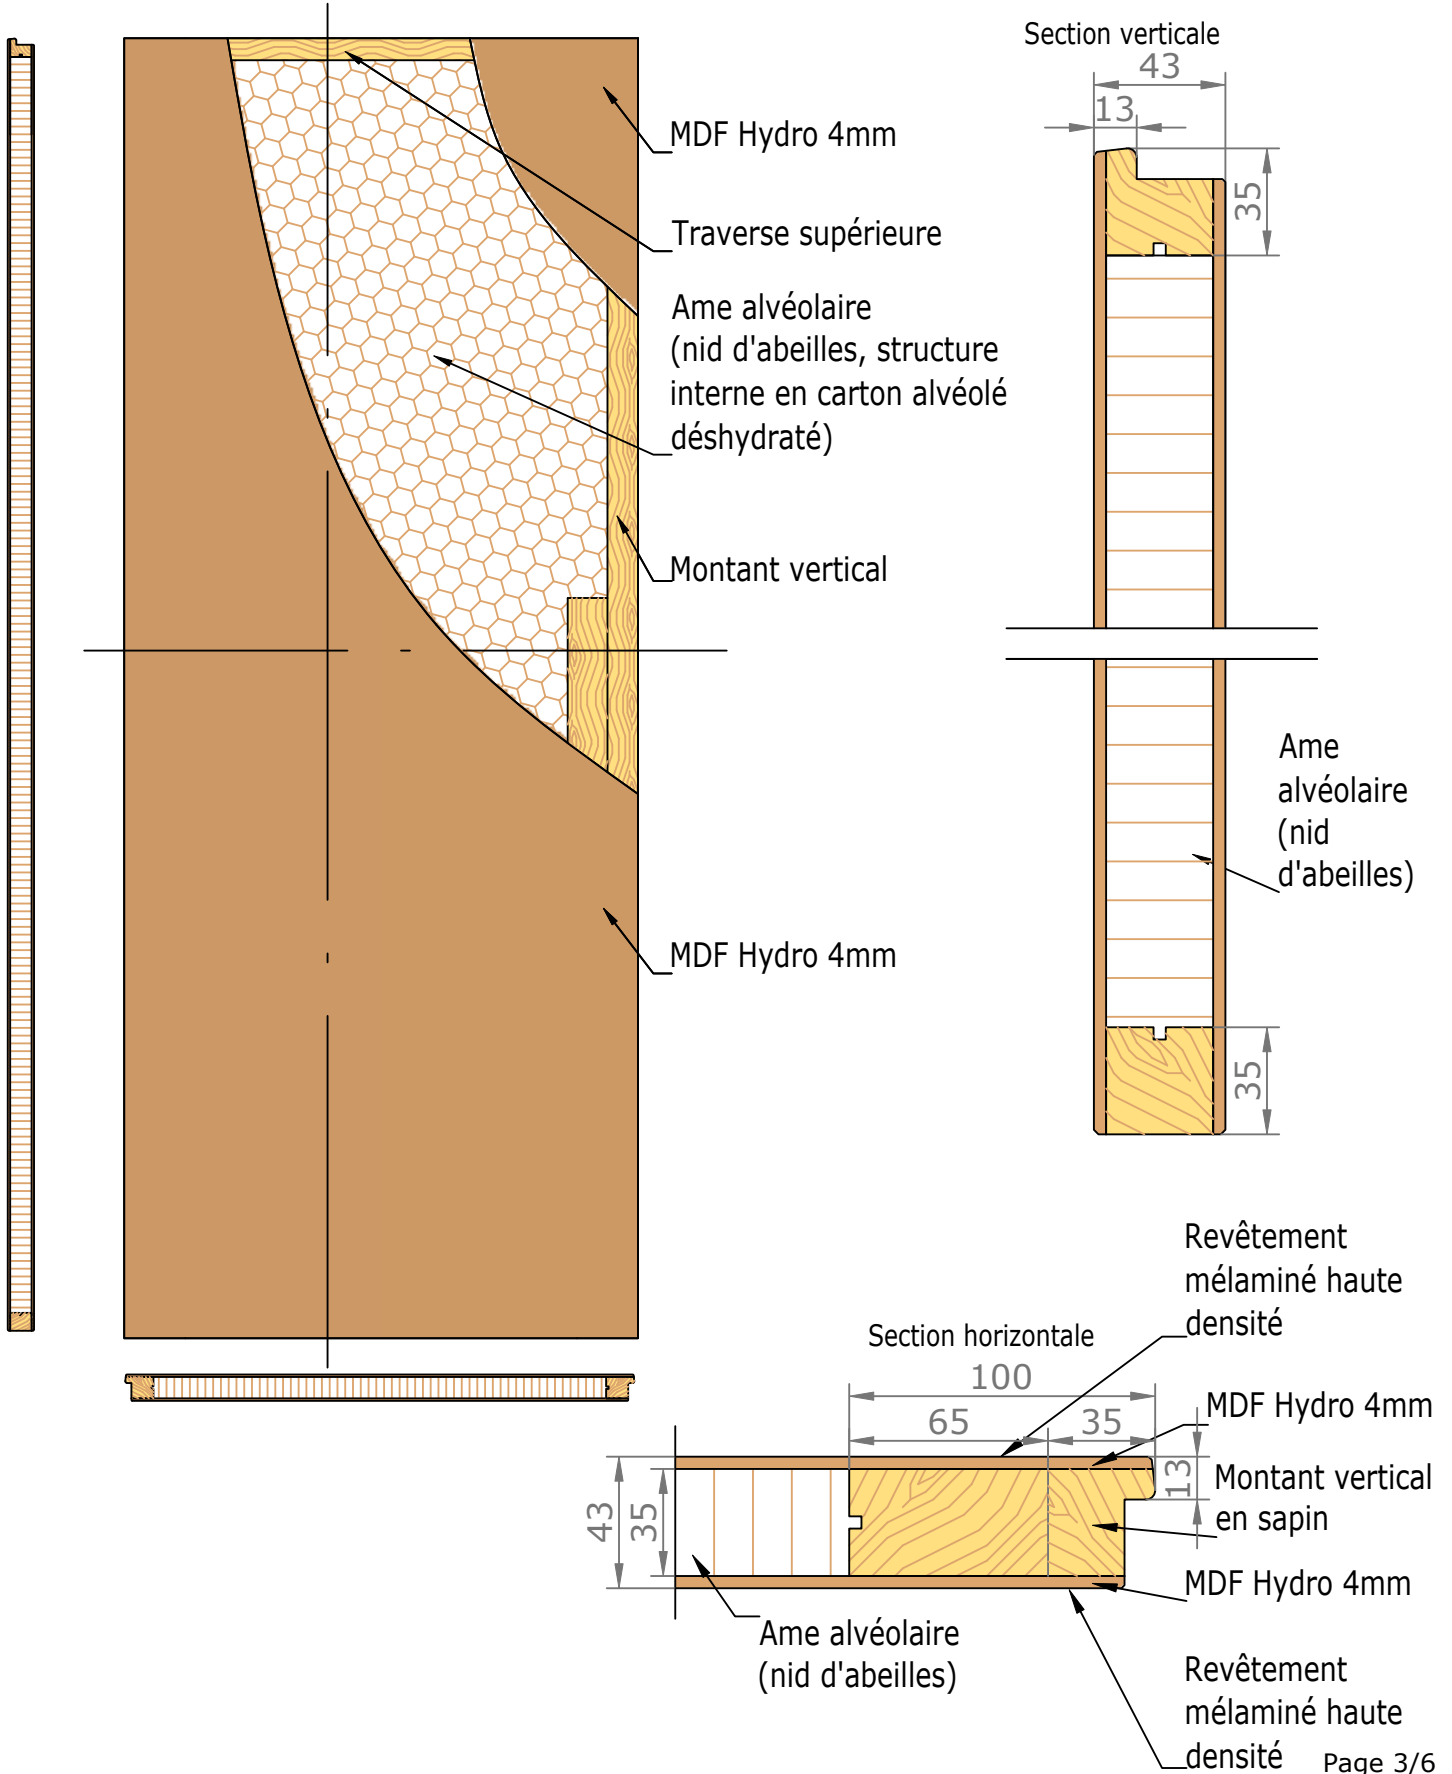 Section verticale
43
13
35
MDF Hydro 4mm
Traverse supérieure
Ame alvéolaire
(nid d'abeilles, structure
interne en carton alvéolé
déshydraté)
Montant vertical
Ame
alvéolaire
(nid
d'abeilles)
MDF Hydro 4mm
35
Revêtement
mélaminé haute
densité
Section horizontale
100
65
35
MDF Hydro 4mm
13
Montant vertical
en sapin
43
35
MDF Hydro 4mm
Ame alvéolaire
(nid d'abeilles)
Revêtement
mélaminé haute
densité
Page 3/6